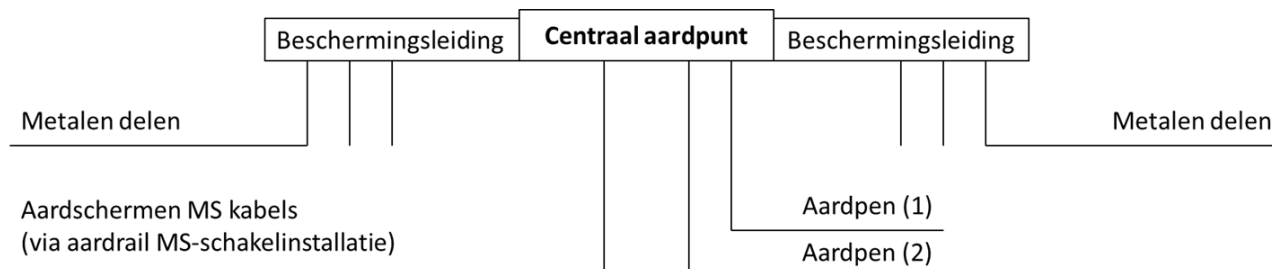 Beschermingsleiding
Centraal aardpunt
Beschermingsleiding
Metalen delen
Metalen delen
Aardschermen MS kabels
(via aardrail MS-schakelinstallatie)
Aardpen (1)
Aardpen (2)